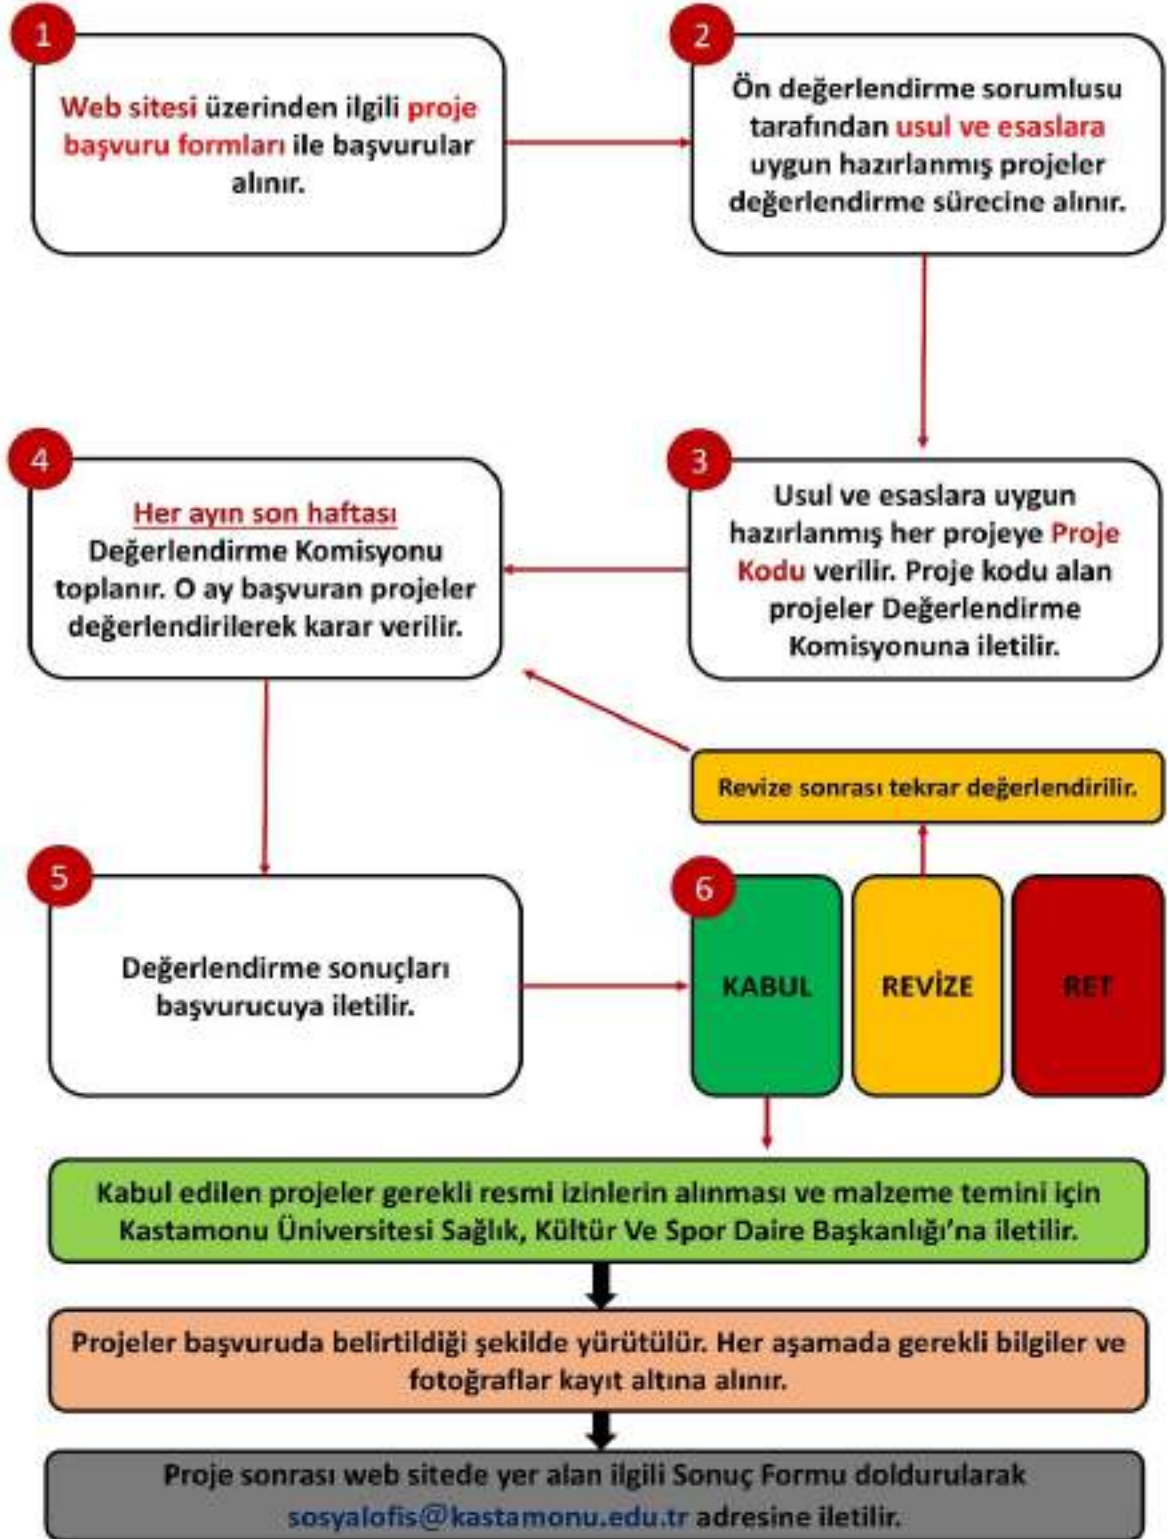 1
Web sitesi üzerinden ilgili proje
başvuru formları ile başvurular
alınır.
2
Ön değerlendirme sorumlusu
tarafından usul ve esaslara
uygun hazırlanmış projeler
değerlendirme sürecine alınır.
3
Usul ve esaslara uygun
hazırlanmış her projeye Proje
Kodu verilir. Proje kodu alan
projeler Değerlendirme
Komisyonuna iletilir.
4
Her ayın son haftası
Değerlendirme Komisyonu
toplanır. O ay başvuran projeler
değerlendirilerek karar verilir.
Revize sonrası tekrar değerlendirilir.
5
Değerlendirme sonuçları
başvurucuya iletilir.
6
KABUL
REVİZE
RET
Kabul edilen projeler gerekli resmi izinlerin alınması ve malzeme temini için
Kastamonu Üniversitesi Sağlık, Kültür Ve Spor Daire Başkanlığı'na iletilir.
Projeler başvuruda belirtildiği şekilde yürütülür. Her aşamada gerekli bilgiler ve
fotoğraflar kayıt altına alınır.
Proje sonrası web sitede yer alan ilgili Sonuç Formu doldurularak
sosyalofis@kastamonu.edu.tr adresine iletilir.